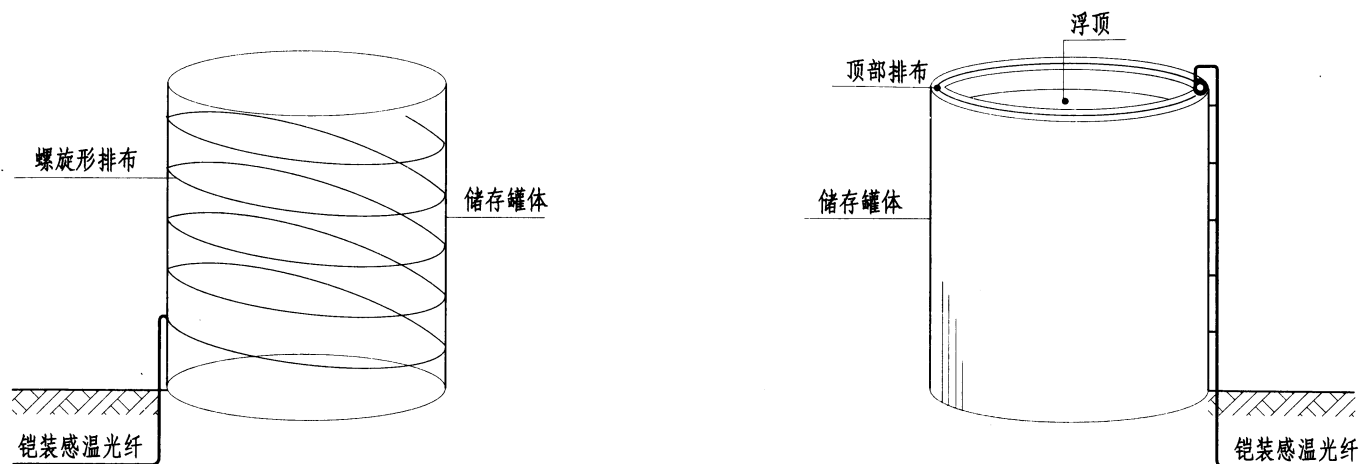 浮顶
顶部排布
螺旋形排布
储存罐体
储存罐体
铠装感温光纤
铠装感温光纤